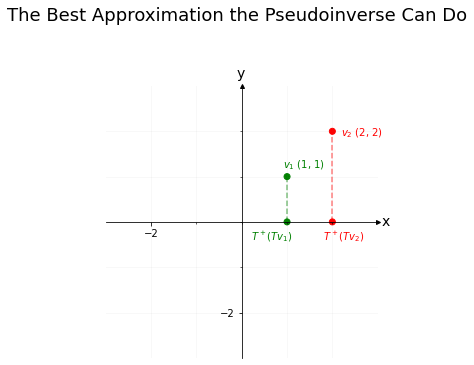 The Best Approximation the Pseudoinverse Can Do
y
v₂ (2, 2)
v₁ (1, 1)
x
−2
T⁺(Tv₁)
T⁺(Tv₂)
−2